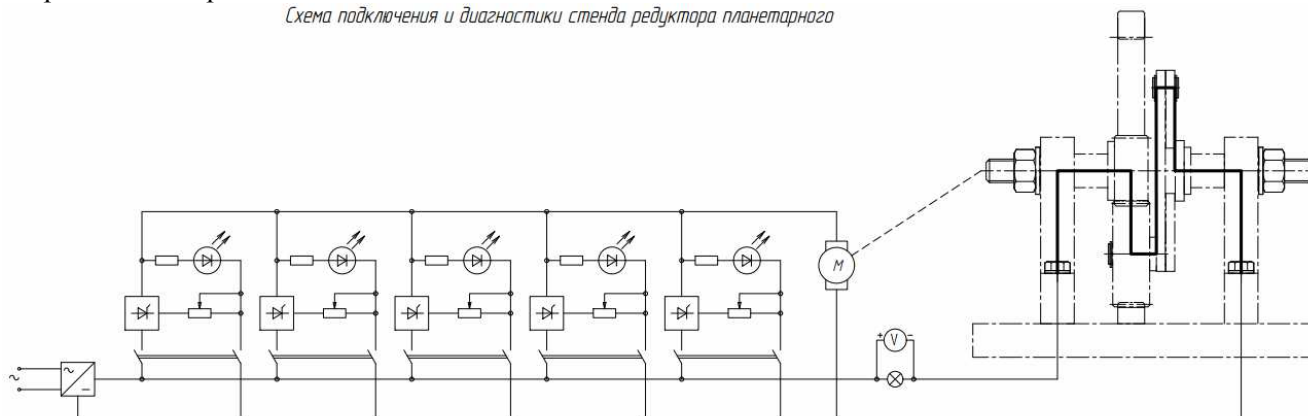 Схема подключения и диагностики стенда редуктора планетарного
M
+ V −
~
~
−